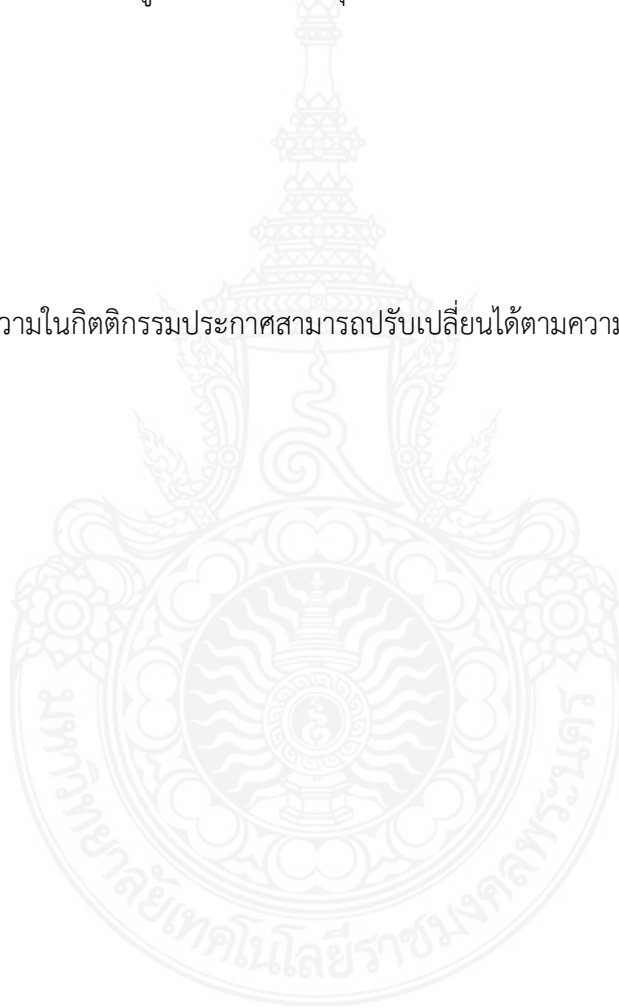 วามในกิตติกรรมประกาศสามารถปรับเปลี่ยนได้ตามความ
มหาวิทยาลัยเทคโนโลยีราชมงคลพระนคร